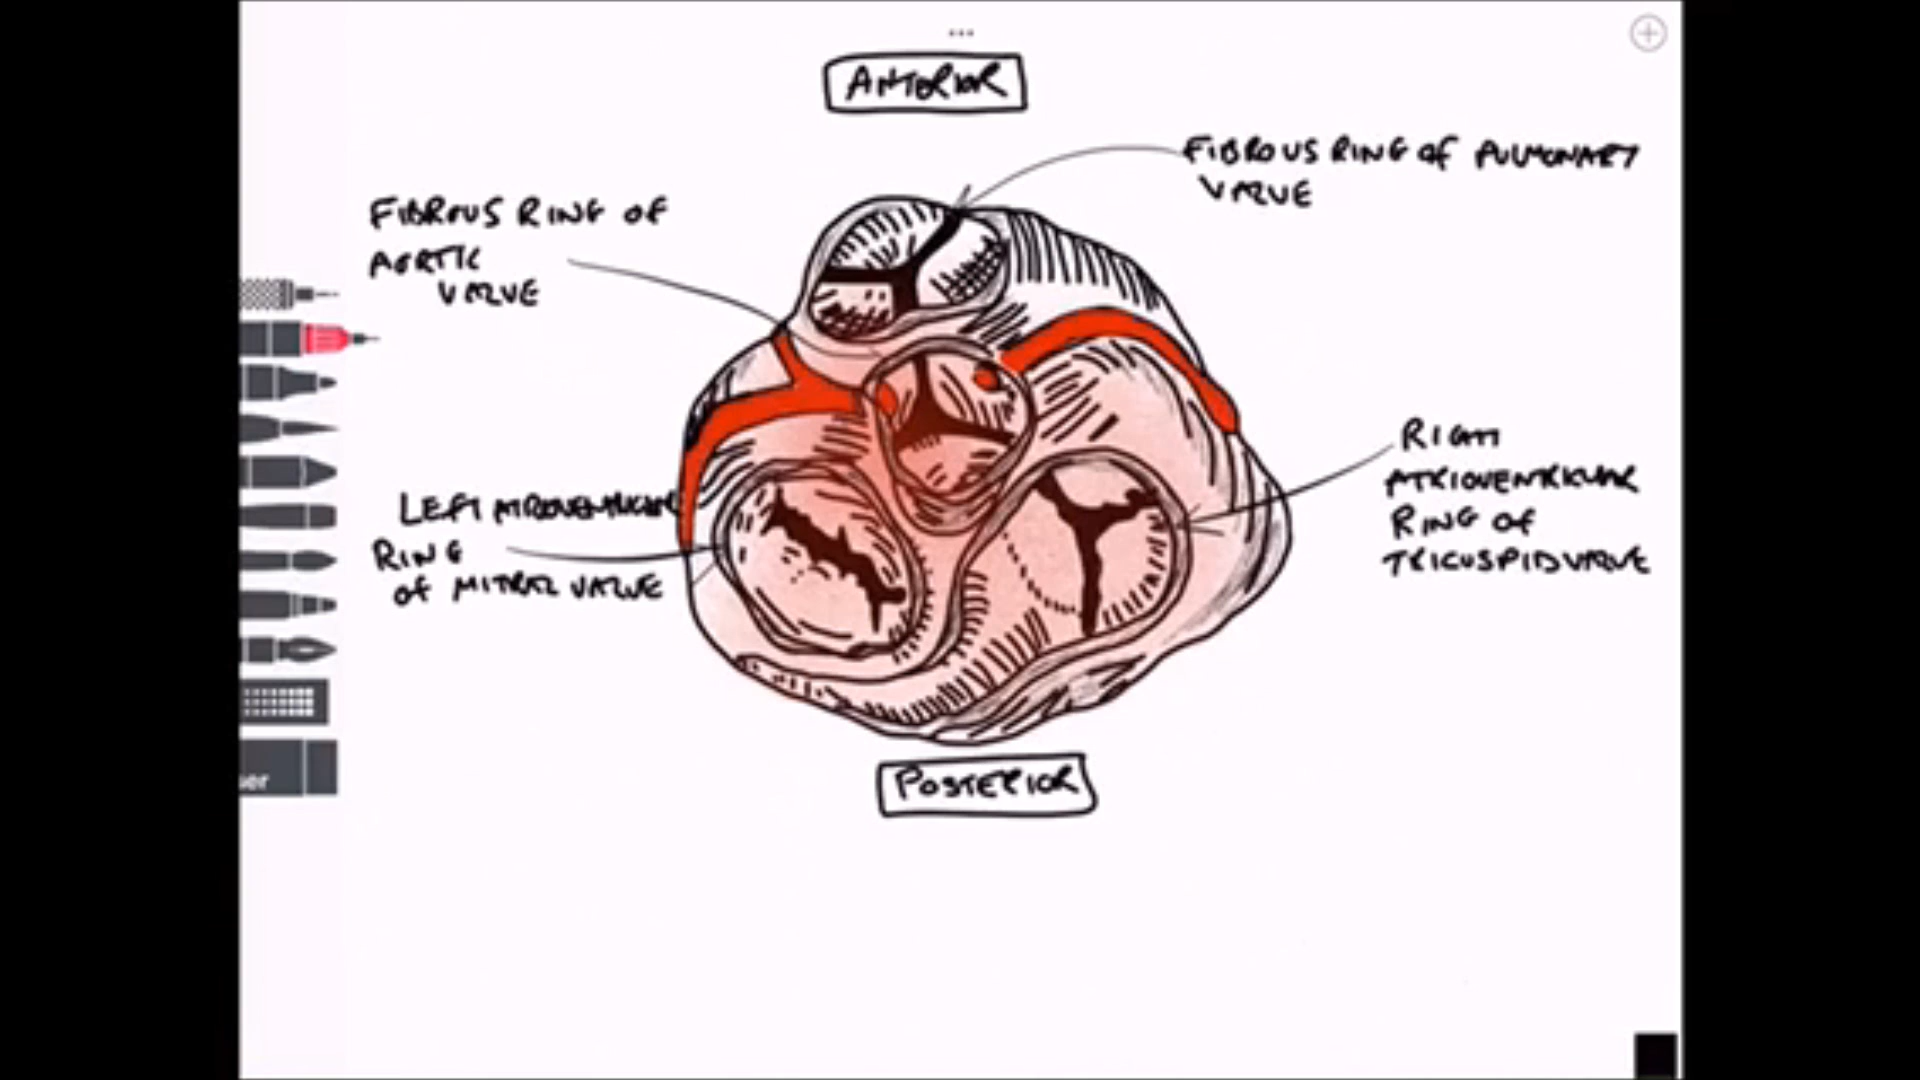 ANTERIOR
FIBROUS RING OF PULMONARY
VALVE
FIBROUS RING OF
AORTIC
VALVE
RIGHT
ATRIOVENTRICULAR
RING OF
TRICUSPID VALVE
LEFT ATRIOVENTRICULAR
RING
OF MITRAL VALVE
POSTERIOR